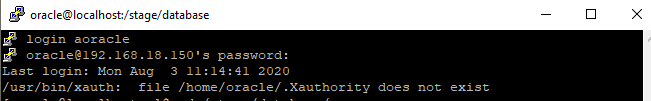 oracle@localhost:/stage/database
login aoracle
oracle@192.168.18.150's password:
Last login: Mon Aug  3 11:14:41 2020
/usr/bin/xauth:  file /home/oracle/.Xauthority does not exist